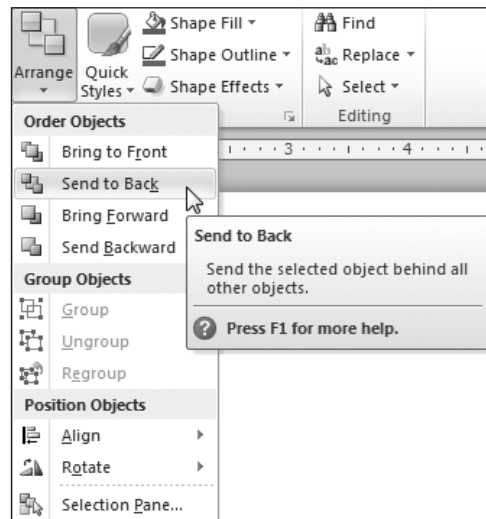 Shape Fill
Find
Shape Outline
Replace
Arrange
Quick Styles
Shape Effects
Select
Editing
Order Objects
3 4
Bring to Front
Send to Back
Bring Forward
Send Backward
Send to Back
Send the selected object behind all
other objects.
Press F1 for more help.
Group Objects
Group
Ungroup
Regroup
Position Objects
Align
Rotate
Selection Pane...